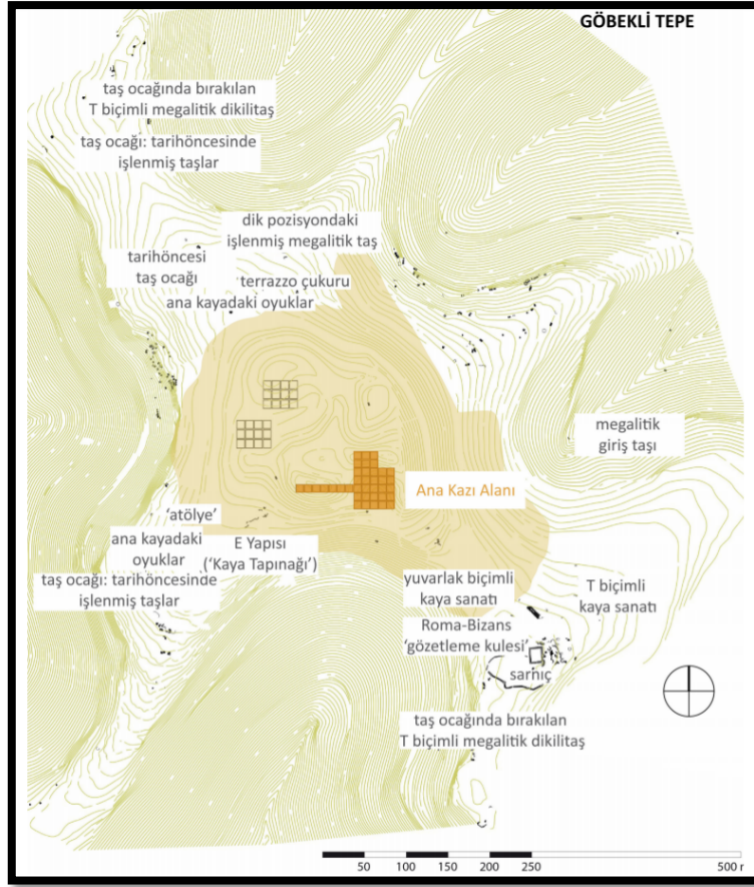 GÖBEKLİ TEPE
taş ocağında bırakılan
T biçimli megalitik dikilitaş
taş ocağı: tarihöncesinde
işlenmiş taşlar
dik pozisyondaki
işlenmiş megalitik taş
tarihöncesi
taş ocağı
terrazzo çukuru
ana kayadaki oyuklar
megalitik
giriş taşı
Ana Kazı Alanı
'atölye'
ana kayadaki
oyuklar
E Yapısı
('Kaya Tapınağı')
taş ocağı: tarihöncesinde
işlenmiş taşlar
yuvarlak biçimli
kaya sanatı
T biçimli
kaya sanatı
Roma-Bizans
'gözetleme kulesi'
sarnıç
taş ocağında bırakılan
T biçimli megalitik dikilitaş
50 100 150 200 250 500 r